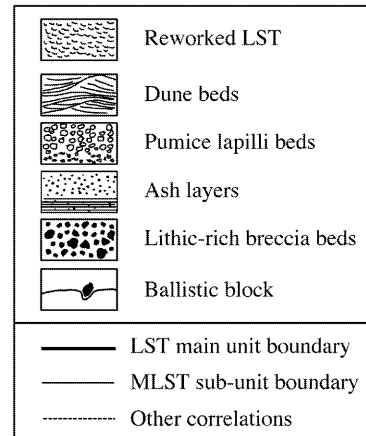 Reworked LST
Dune beds
Pumice lapilli beds
Ash layers
Lithic-rich breccia beds
Ballistic block
LST main unit boundary
MLST sub-unit boundary
Other correlations